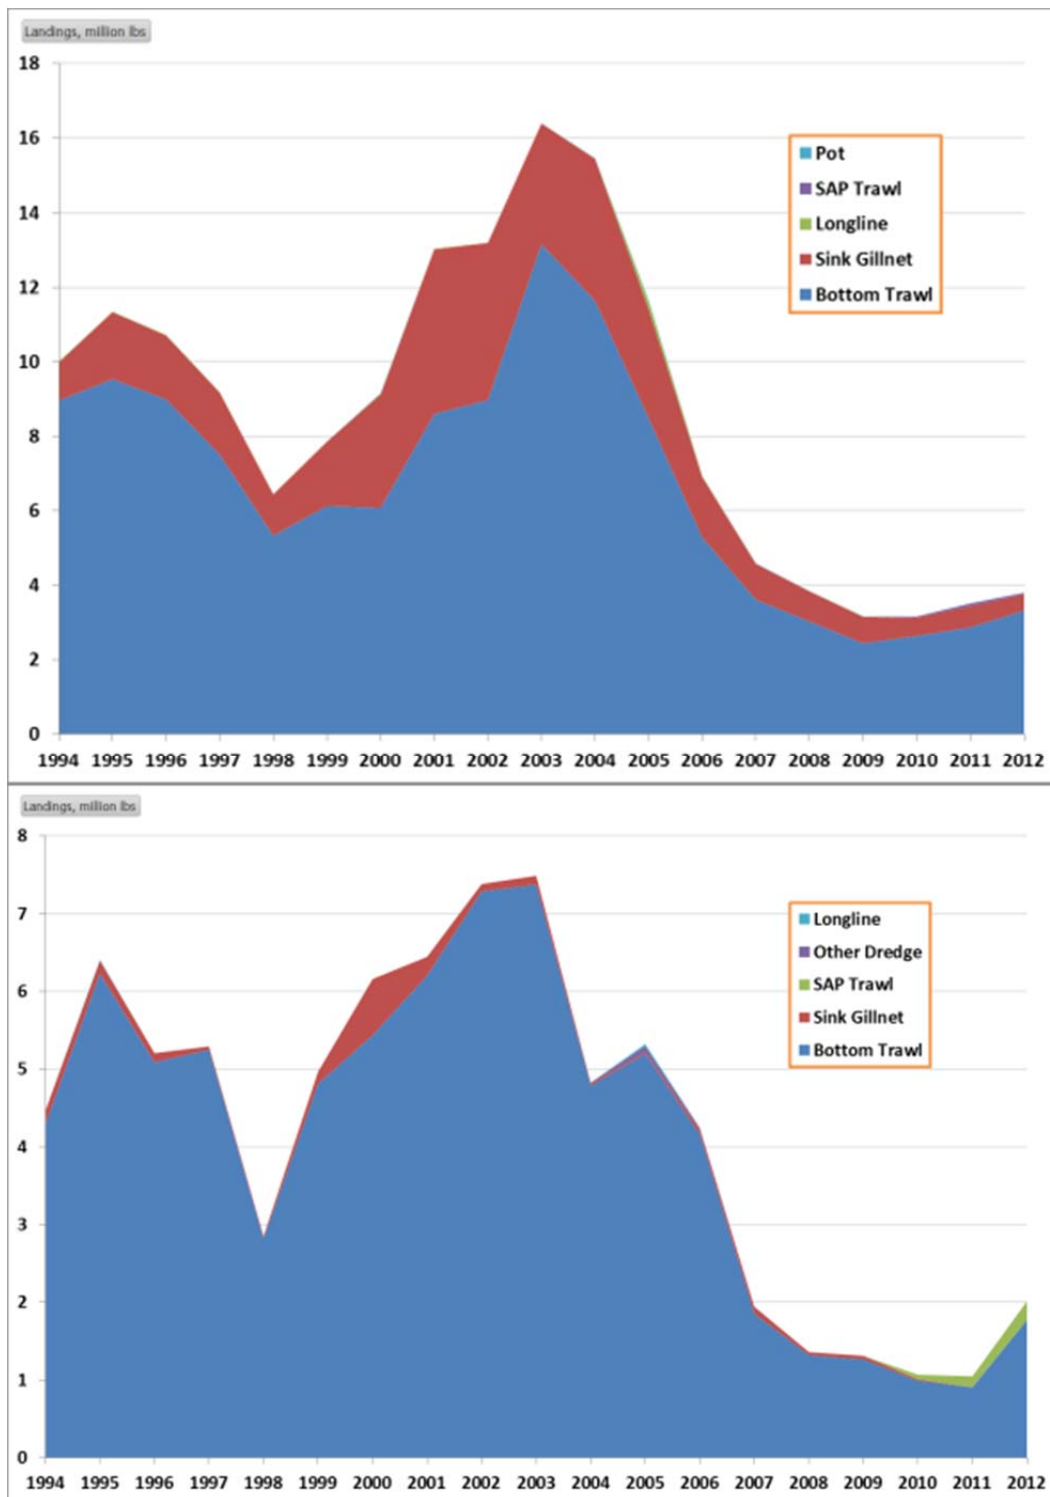 Landings, million lbs
18
16
14
12
10
8
6
4
2
0
Pot
SAP Trawl
Longline
Sink Gillnet
Bottom Trawl
1994 1995 1996 1997 1998 1999 2000 2001 2002 2003 2004 2005 2006 2007 2008 2009 2010 2011 2012
Landings, million lbs
8
7
6
5
4
3
2
1
0
Longline
Other Dredge
SAP Trawl
Sink Gillnet
Bottom Trawl
1994 1995 1996 1997 1998 1999 2000 2001 2002 2003 2004 2005 2006 2007 2008 2009 2010 2011 2012